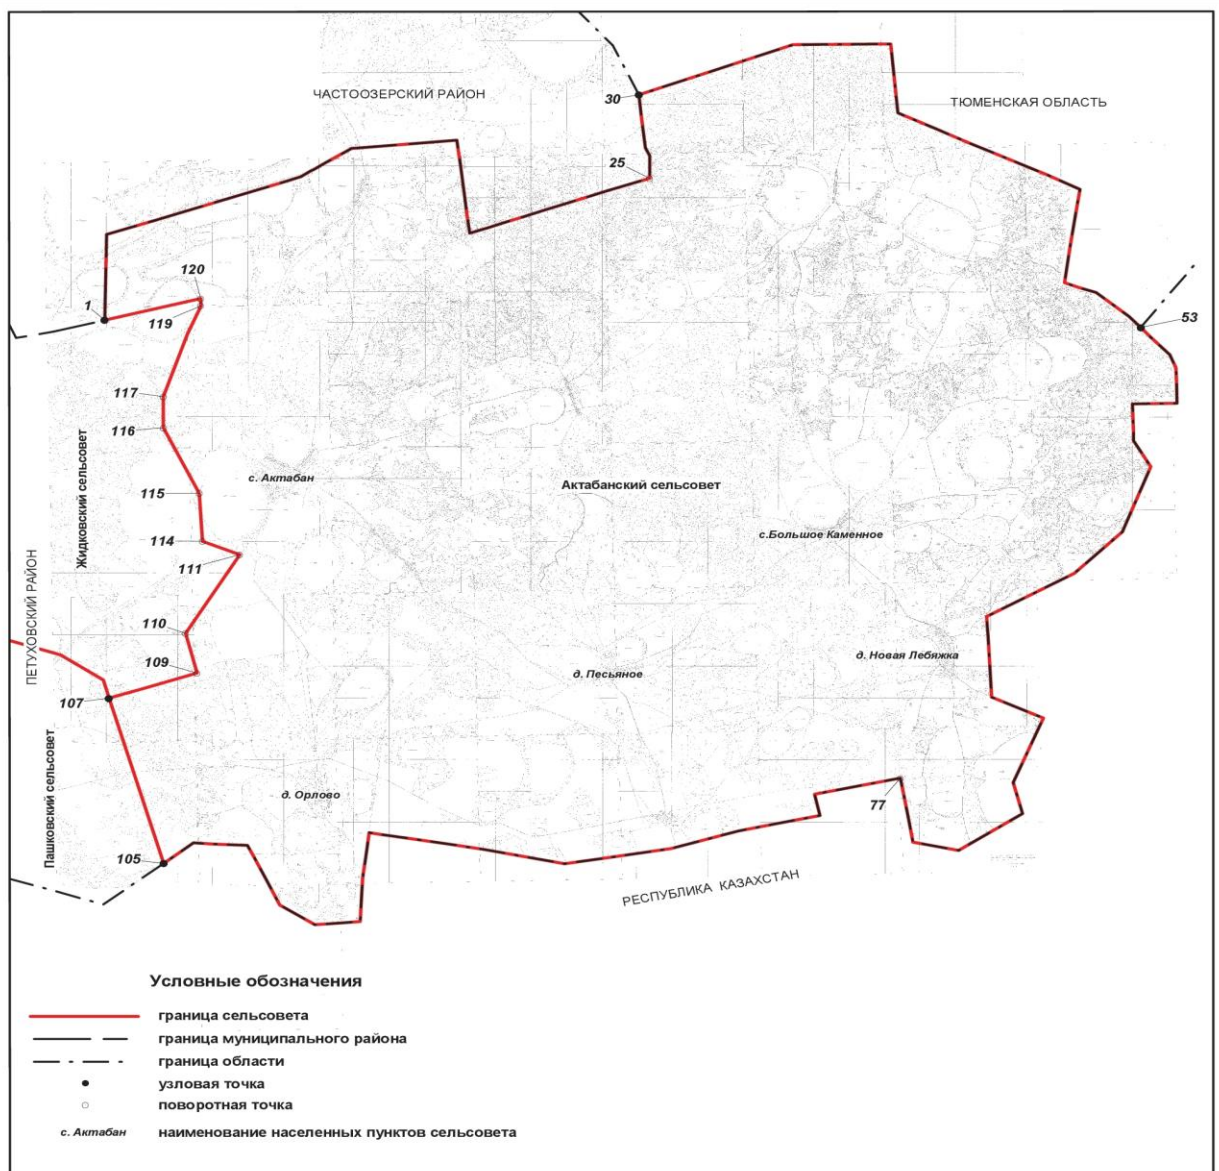 ЧАСТООЗЕРСКИЙ РАЙОН
30
ТЮМЕНСКАЯ ОБЛАСТЬ
25
120
1
119
53
117
116
Жидковский сельсовет
с. Актабан
Актабанский сельсовет
115
с.Большое Каменное
114
111
ПЕТУХОВСКИЙ РАЙОН
110
д. Новая Лебяжка
109
д. Песьяное
107
Пашковский сельсовет
д. Орлово
77
105
РЕСПУБЛИКА КАЗАХСТАН
Условные обозначения
граница сельсовета
граница муниципального района
граница области
узловая точка
поворотная точка
с. Актабан наименование населенных пунктов сельсовета